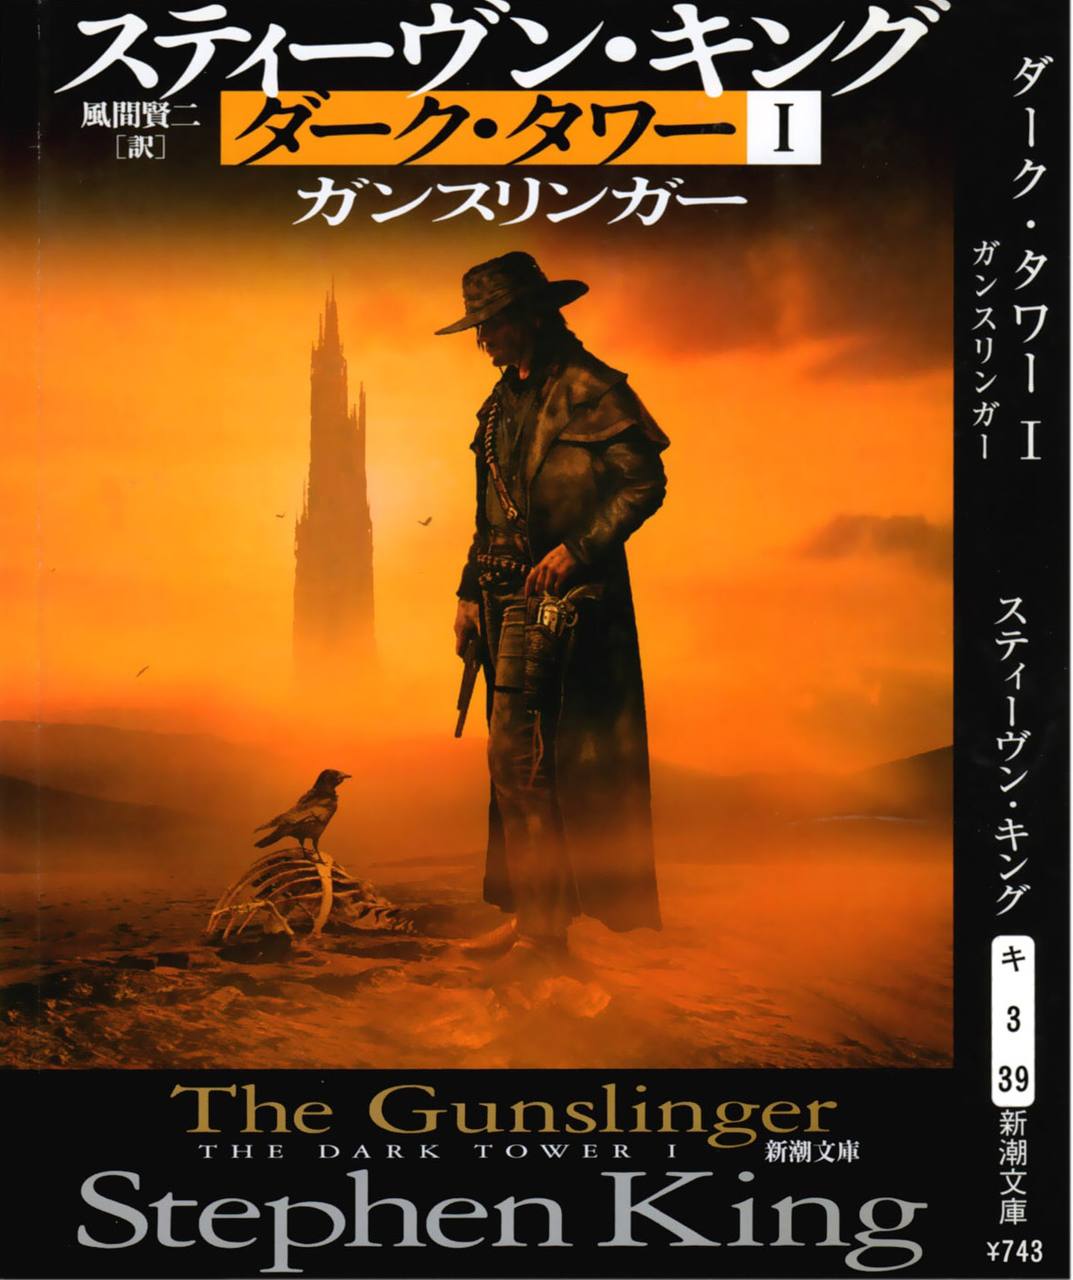 スティーヴン・キング
風間賢二
［訳］
ダーク・タワー I
ガンスリンガー
The Gunslinger
THE DARK TOWER I
新潮文庫
Stephen King
ダーク・タワー I
ガンスリンガー
スティーヴン・キング
キ
3
39
新潮文庫
¥743